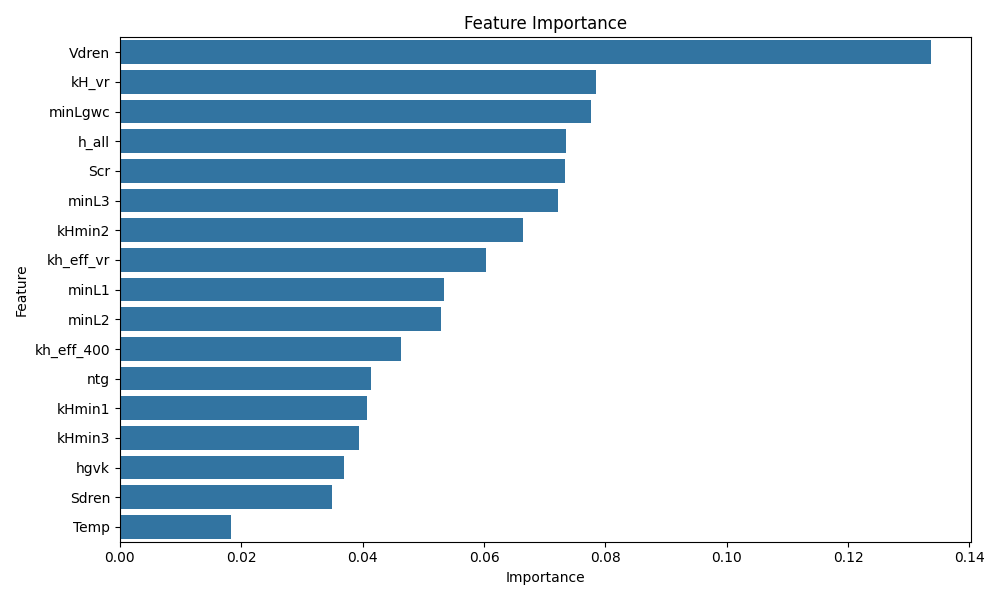 Feature Importance
Vdren
kH_vr
minLgwc
h_all
Scr
minL3
kHmin2
kh_eff_vr
minL1
minL2
kh_eff_400
ntg
kHmin1
kHmin3
hgvk
Sdren
Temp
Feature
0.00 0.02 0.04 0.06 0.08 0.10 0.12 0.14
Importance